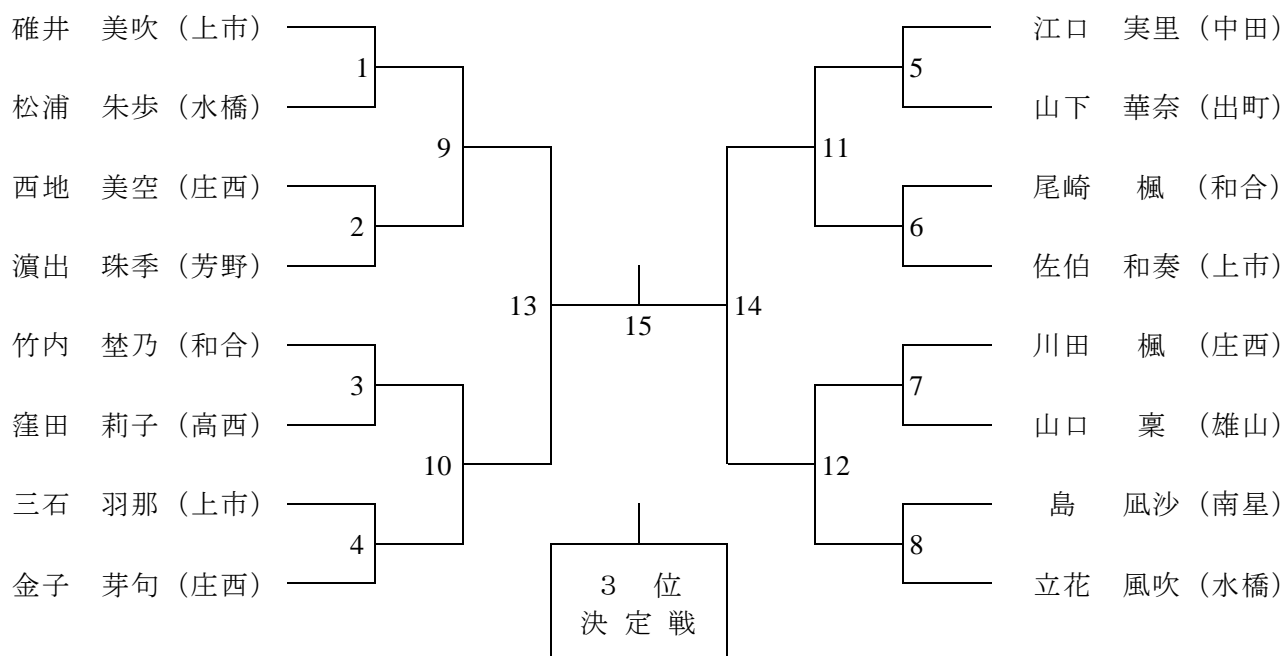 碓井　美吹（上市）
松浦　朱歩（水橋）
西地　美空（庄西）
濵出　珠季（芳野）
竹内　埜乃（和合）
窪田　莉子（高西）
三石　羽那（上市）
金子　芽句（庄西）
1
2
3
4
9
10
13
15
14
11
12
5
6
7
8
江口　実里（中田）
山下　華奈（出町）
尾崎　楓（和合）
佐伯　和奏（上市）
川田　楓（庄西）
山口　稟（雄山）
島　凪沙（南星）
立花　風吹（水橋）
３　位
決 定 戦